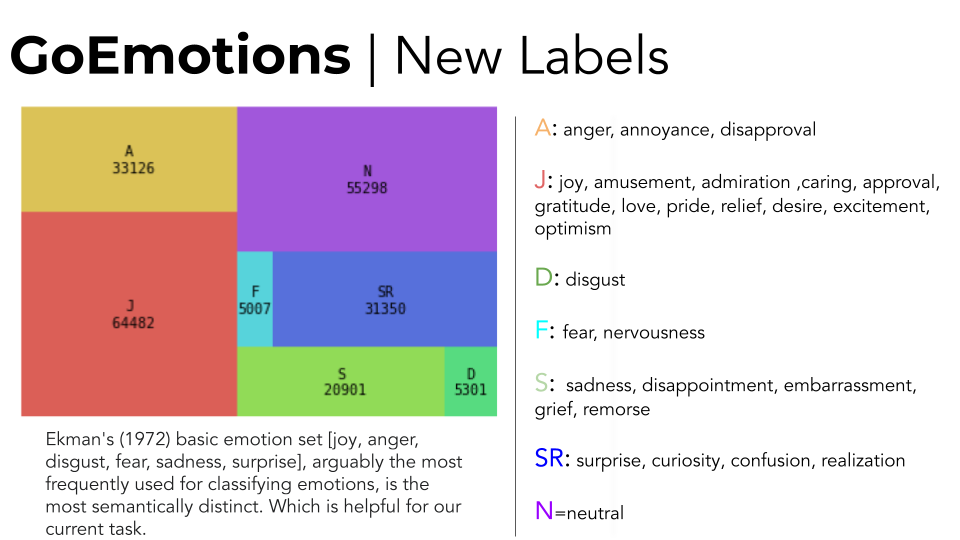 GoEmotions | New Labels
A
33126
N
55298
J
64482
F
5007
SR
31350
S
20901
D
5301
Ekman's (1972) basic emotion set [joy, anger,
disgust, fear, sadness, surprise], arguably the most
frequently used for classifying emotions, is the
most semantically distinct. Which is helpful for our
current task.
A: anger, annoyance, disapproval
J: joy, amusement, admiration ,caring, approval,
gratitude, love, pride, relief, desire, excitement,
optimism
D: disgust
F: fear, nervousness
S: sadness, disappointment, embarrassment,
grief, remorse
SR: surprise, curiosity, confusion, realization
N=neutral